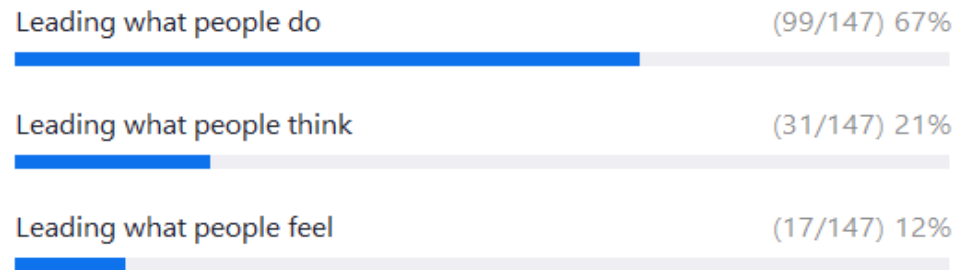 Leading what people do (99/147) 67%
Leading what people think (31/147) 21%
Leading what people feel (17/147) 12%